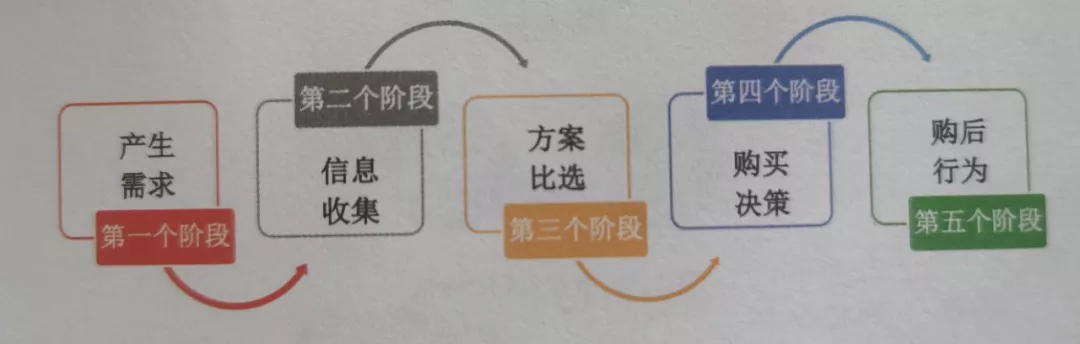 产生
需求
第一个阶段
第二个阶段
信息
收集
方案
比选
第三个阶段
第四个阶段
购买
决策
购后
行为
第五个阶段